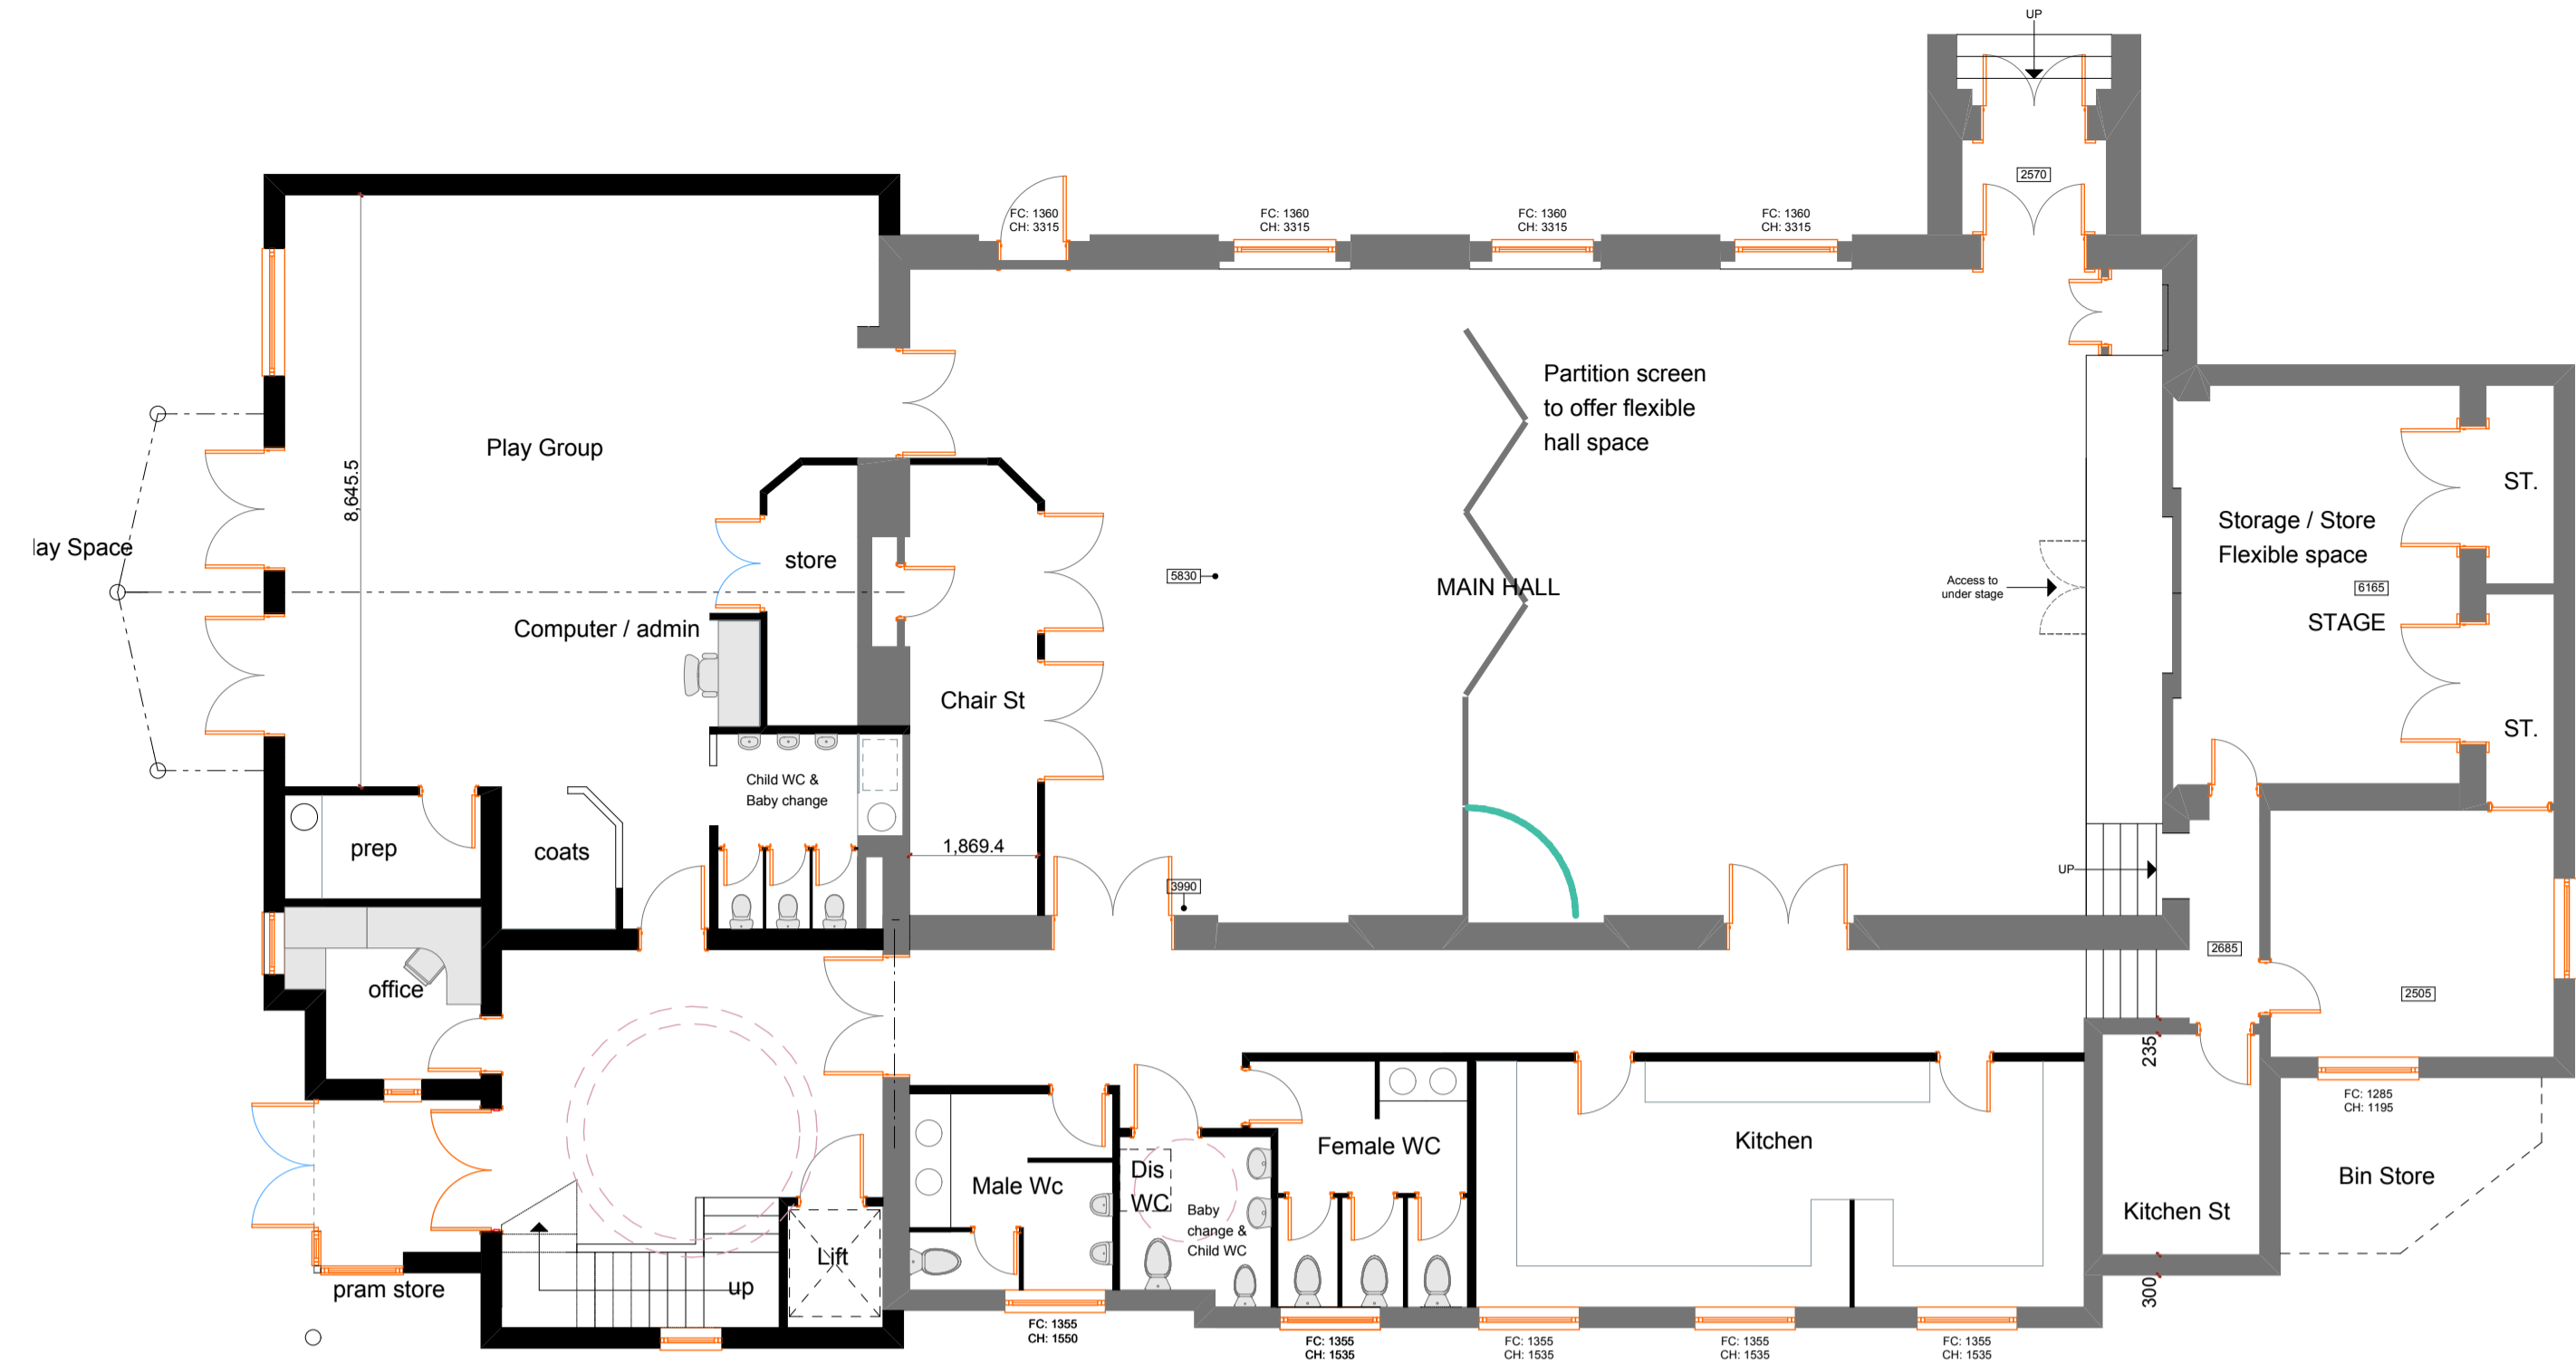 UP
2570
FC: 1360
CH: 3315
FC: 1360
CH: 3315
FC: 1360
CH: 3315
FC: 1360
CH: 3315
Partition screen
to offer flexible
hall space
Play Group
8,645.5
lay Space
store
Computer / admin
5830
MAIN HALL
Access to
under stage
Storage / Store
Flexible space
6165
STAGE
ST.
ST.
Chair St
Child WC &
Baby change
prep
coats
1,869.4
3990
UP
2685
2505
office
235
FC: 1285
CH: 1195
Kitchen
Female WC
Dis
WC
Male Wc
Baby
change &
Child WC
Bin Store
Kitchen St
Lift
up
pram store
300
FC: 1355
CH: 1550
FC: 1355
CH: 1535
FC: 1355
CH: 1535
FC: 1355
CH: 1535
FC: 1355
CH: 1535